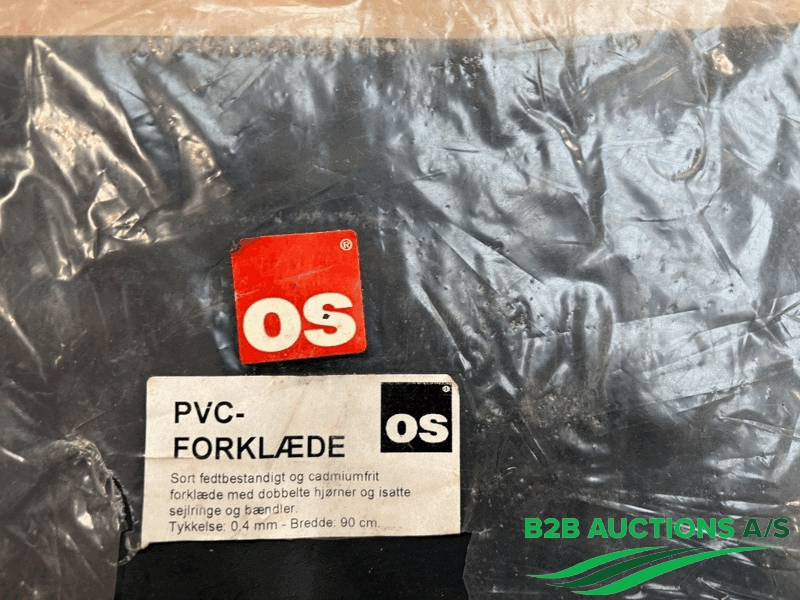 ®
OS
PVC-
FORKLÆDE
®
OS
Sort fedtbestandigt og cadmiumfrit
forklæde med dobbelte hjørner og isatte
sejlringe og bændler.
Tykkelse: 0,4 mm - Bredde: 90 cm.
B2B AUCTIONS A/S